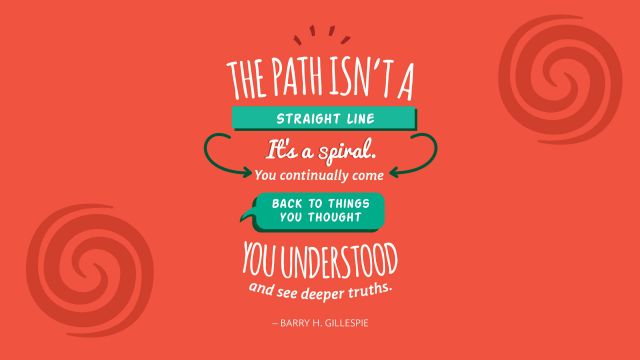 THE PATH ISN'T A
STRAIGHT LINE
It's a spiral.
You continually come
BACK TO THINGS
YOU THOUGHT
YOU UNDERSTOOD
and see deeper truths.
– BARRY H. GILLESPIE